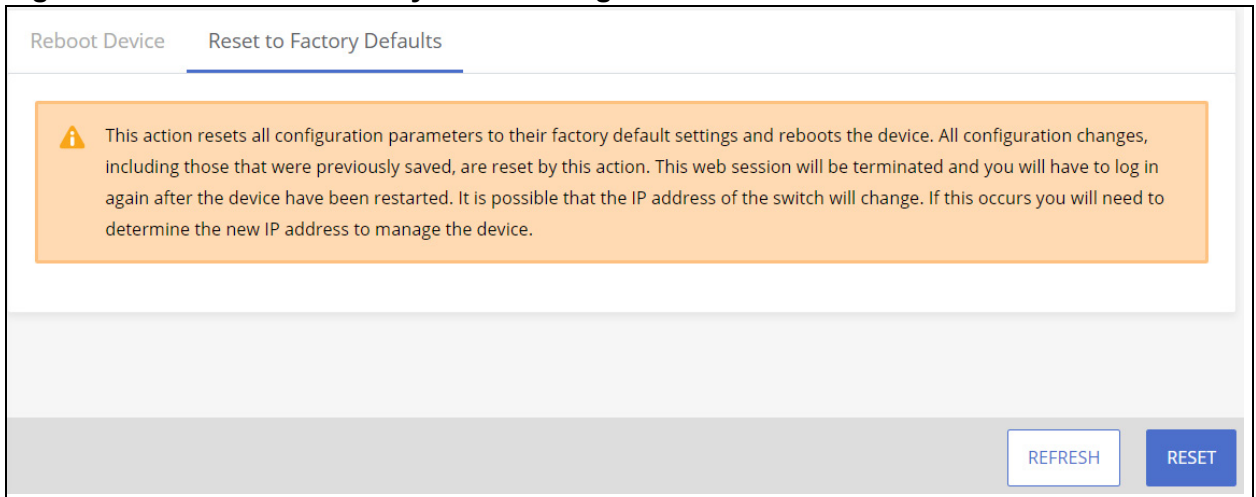 Reboot Device Reset to Factory Defaults
This action resets all configuration parameters to their factory default settings and reboots the device. All configuration changes,
including those that were previously saved, are reset by this action. This web session will be terminated and you will have to log in
again after the device have been restarted. It is possible that the IP address of the switch will change. If this occurs you will need to
determine the new IP address to manage the device.
REFRESH RESET